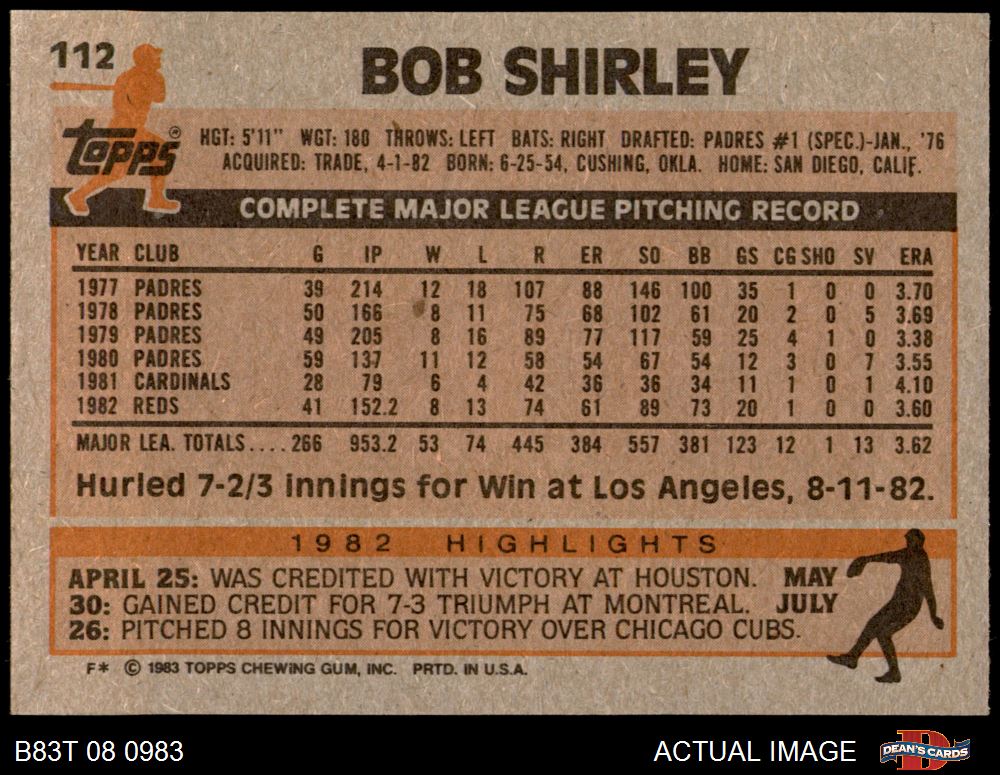 112
BOB SHIRLEY
Topps®
HGT: 5'11" WGT: 180 THROWS: LEFT BATS: RIGHT DRAFTED: PADRES #1 (SPEC.)-JAN., '76
ACQUIRED: TRADE, 4-1-82 BORN: 6-25-54, CUSHING, OKLA. HOME: SAN DIEGO, CALIF.
COMPLETE MAJOR LEAGUE PITCHING RECORD
YEAR CLUB G IP W L R ER SO BB GS CG SHO SV ERA
1977 PADRES 39 214 12 18 107 88 146 100 35 1 0 0 3.70
1978 PADRES 50 166 8 11 75 68 102 61 20 2 0 5 3.69
1979 PADRES 49 205 8 16 89 77 117 59 25 4 1 0 3.38
1980 PADRES 59 137 11 12 58 54 67 54 12 3 0 7 3.55
1981 CARDINALS 28 79 6 4 42 36 36 34 11 1 0 1 4.10
1982 REDS 41 152.2 8 13 74 61 89 73 20 1 0 0 3.60
MAJOR LEA. TOTALS.... 266 953.2 53 74 445 384 557 381 123 12 1 13 3.62
Hurled 7-2/3 innings for Win at Los Angeles, 8-11-82.
1982 HIGHLIGHTS
APRIL 25: WAS CREDITED WITH VICTORY AT HOUSTON. MAY
30: GAINED CREDIT FOR 7-3 TRIUMPH AT MONTREAL. JULY
26: PITCHED 8 INNINGS FOR VICTORY OVER CHICAGO CUBS.
F* © 1983 TOPPS CHEWING GUM, INC. PRTD. IN U.S.A.
B83T 08 0983
ACTUAL IMAGE
D
DEAN'S CARDS